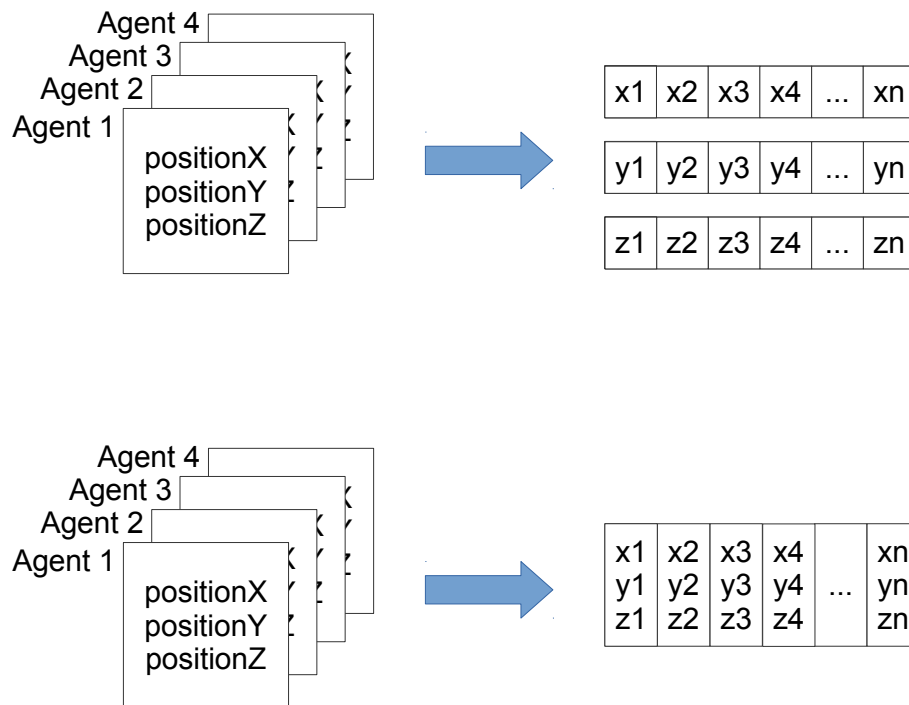 Agent 4
Agent 3
Agent 2
Agent 1
X
Y
Z
X
Y
Z
X
Y
Z
positionX
positionY
positionZ
x1 x2 x3 x4 ... xn
y1 y2 y3 y4 ... yn
z1 z2 z3 z4 ... zn
Agent 4
Agent 3
Agent 2
Agent 1
X
Y
Z
X
Y
Z
X
Y
Z
positionX
positionY
positionZ
x1 x2 x3 x4 xn
y1 y2 y3 y4 ... yn
z1 z2 z3 z4 zn